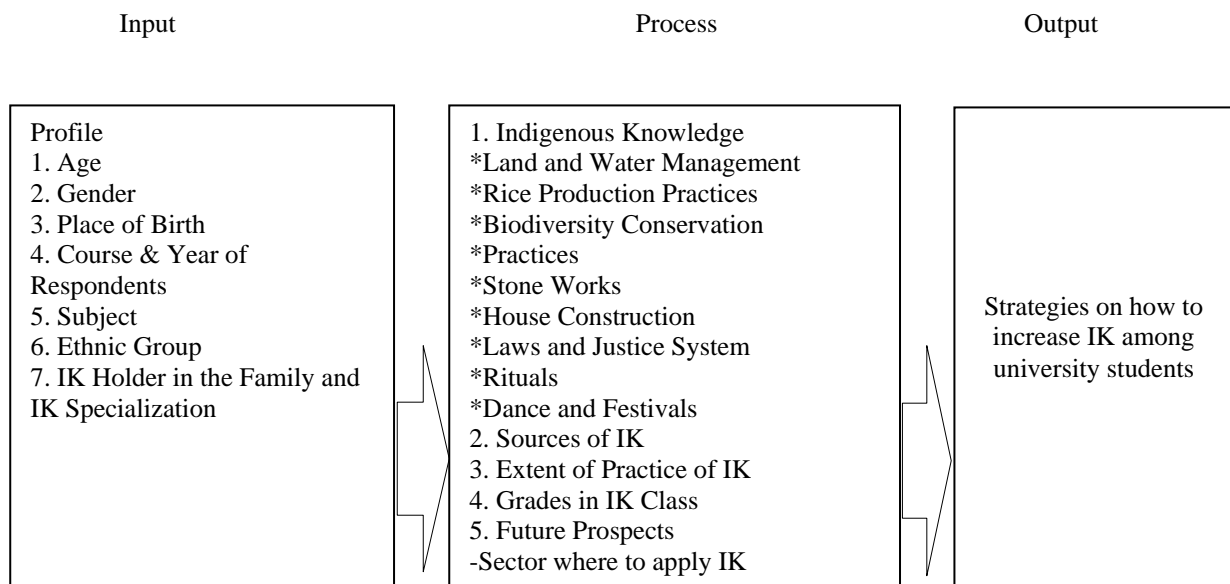 Input
Process
Output
Profile
1. Age
2. Gender
3. Place of Birth
4. Course & Year of
Respondents
5. Subject
6. Ethnic Group
7. IK Holder in the Family and
IK Specialization
1. Indigenous Knowledge
*Land and Water Management
*Rice Production Practices
*Biodiversity Conservation
*Practices
*Stone Works
*House Construction
*Laws and Justice System
*Rituals
*Dance and Festivals
2. Sources of IK
3. Extent of Practice of IK
4. Grades in IK Class
5. Future Prospects
-Sector where to apply IK
Strategies on how to
increase IK among
university students